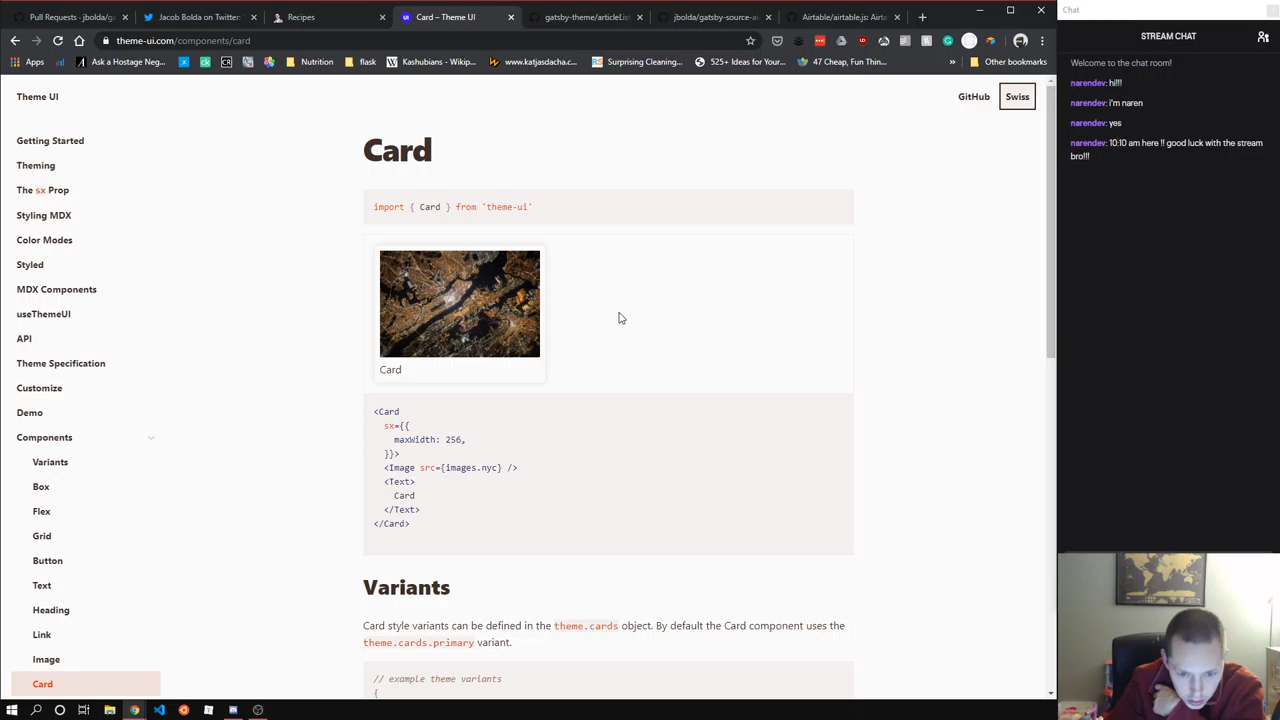 Pull Requests · jbolda/ga
Jacob Bolda on Twitter:
Recipes
Card – Theme UI
gatsby-theme/articleList
jbolda/gatsby-source-ai
Airtable/airtable.js: Airta
theme-ui.com/components/card
Apps
Ask a Hostage Neg...
Nutrition
flask
Kashubians - Wikip...
www.katjasdacha.c...
Surprising Cleaning...
525+ Ideas for Your...
47 Cheap, Fun Thin...
»
Other bookmarks
Theme UI
GitHub
Swiss
Getting Started
Theming
The sx Prop
Styling MDX
Color Modes
Styled
MDX Components
useThemeUI
API
Theme Specification
Customize
Demo
Components
Variants
Box
Flex
Grid
Button
Text
Heading
Link
Image
Card
Card
import { Card } from 'theme-ui'
Card
<Card
sx={{
maxWidth: 256,
}}>
<Image src={images.nyc} />
<Text>
Card
</Text>
</Card>
Variants
Card style variants can be defined in the theme.cards object. By default the Card component uses the
theme.cards.primary variant.
// example theme variants
{
Chat
STREAM CHAT
Welcome to the chat room!
narendev: hi!!!
narendev: i'm naren
narendev: yes
narendev: 10:10 am here !! good luck with the stream
bro!!!